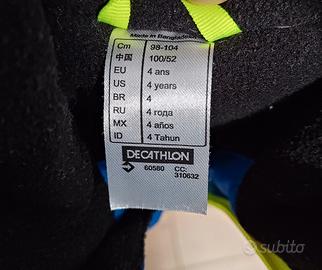 Made in Bangladesh
Cm 98-104
中国 100/52
EU 4 ans
US 4 years
BR 4
RU 4 года
MX 4 años
ID 4 Tahun
DECATHLON
60580 CC:
310632
subito